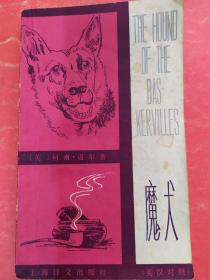 THE HOUND
OF THE
BAS
KERVILLES
〔英〕柯南·道尔著
魔犬
上海译文出版社
英汉对照